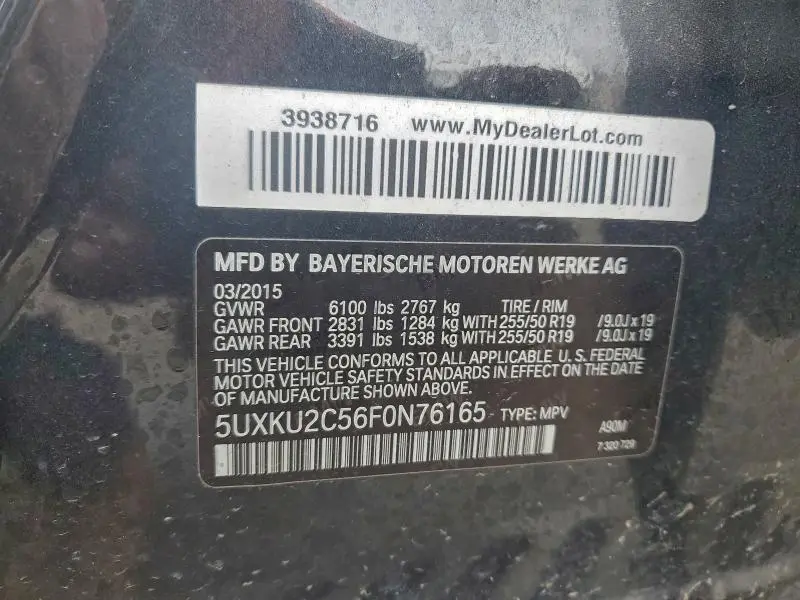 3938716 www.MyDealerLot.com
MFD BY BAYERISCHE MOTOREN WERKE AG
03/2015
GVWR 6100 lbs 2767 kg TIRE / RIM
GAWR FRONT 2831 lbs 1284 kg WITH 255/50 R19 /9.0J x 19
GAWR REAR 3391 lbs 1538 kg WITH 255/50 R19 /9.0J x 19
THIS VEHICLE CONFORMS TO ALL APPLICABLE U. S. FEDERAL
MOTOR VEHICLE SAFETY STANDARDS IN EFFECT ON THE DATE
OF MANUFACTURE SHOWN ABOVE.
5UXKU2C56F0N76165 TYPE: MPV A90M
7 320 729